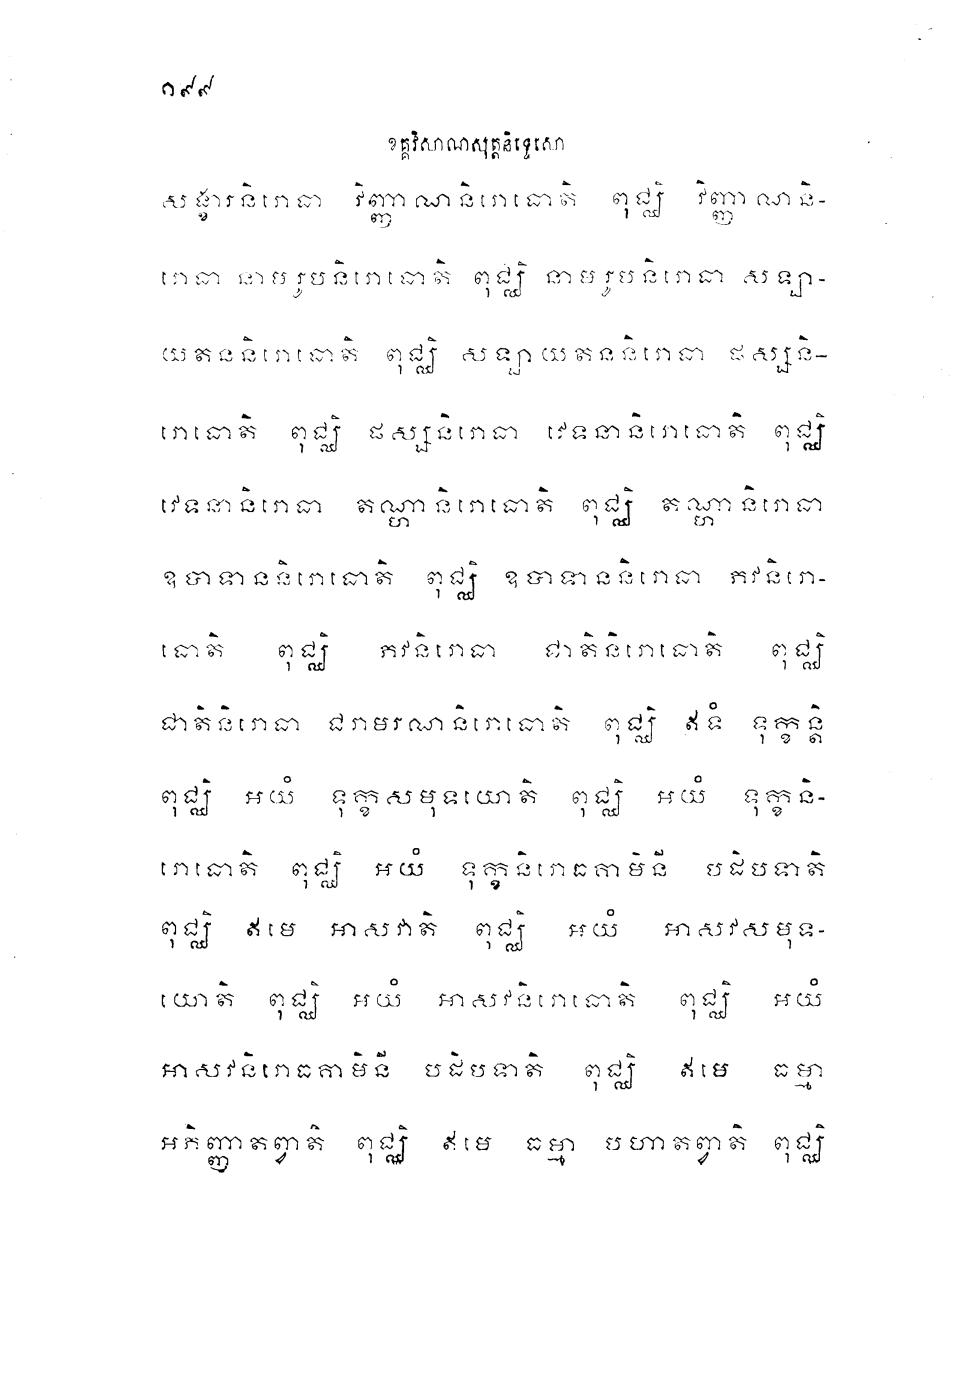 ១៩៩
ខគ្គវិសាណសុត្តនិទ្ទេសោ
សង្ខារនិរោធា វិញ្ញាណនិរោធោតិ ពុជ្ឈិ វិញ្ញាណនិ-
រោធា នាមរូបនិរោធោតិ ពុជ្ឈិ នាមរូបនិរោធា សឡា-
យតននិរោធោតិ ពុជ្ឈិ សឡាយតននិរោធា ផស្សនិ-
រោធោតិ ពុជ្ឈិ ផស្សនិរោធា វេទនានិរោធោតិ ពុជ្ឈិ
វេទនានិរោធា តណ្ហានិរោធោតិ ពុជ្ឈិ តណ្ហានិរោធា
ឧបាទាននិរោធោតិ ពុជ្ឈិ ឧបាទាននិរោធា ភវនិរោ-
ធោតិ ពុជ្ឈិ ភវនិរោធា ជាតិនិរោធោតិ ពុជ្ឈិ
ជាតិនិរោធា ជរាមរណានិរោធោតិ ពុជ្ឈិ ឥទំ ទុក្ខន្តិ
ពុជ្ឈិ អយំ ទុក្ខសមុទយោតិ ពុជ្ឈិ អយំ ទុក្ខនិ-
រោធោតិ ពុជ្ឈិ អយំ ទុក្ខនិរោធគាមិនី បដិបទាតិ
ពុជ្ឈិ ឥមេ អាសវាតិ ពុជ្ឈិ អយំ អាសវសមុទ-
យោតិ ពុជ្ឈិ អយំ អាសវនិរោធោតិ ពុជ្ឈិ អយំ
អាសវនិរោធគាមិនី បដិបទាតិ ពុជ្ឈិ ឥមេ ធម្មា
អភិញ្ញាតព្វាតិ ពុជ្ឈិ ឥមេ ធម្មា បហាតព្វាតិ ពុជ្ឈិ